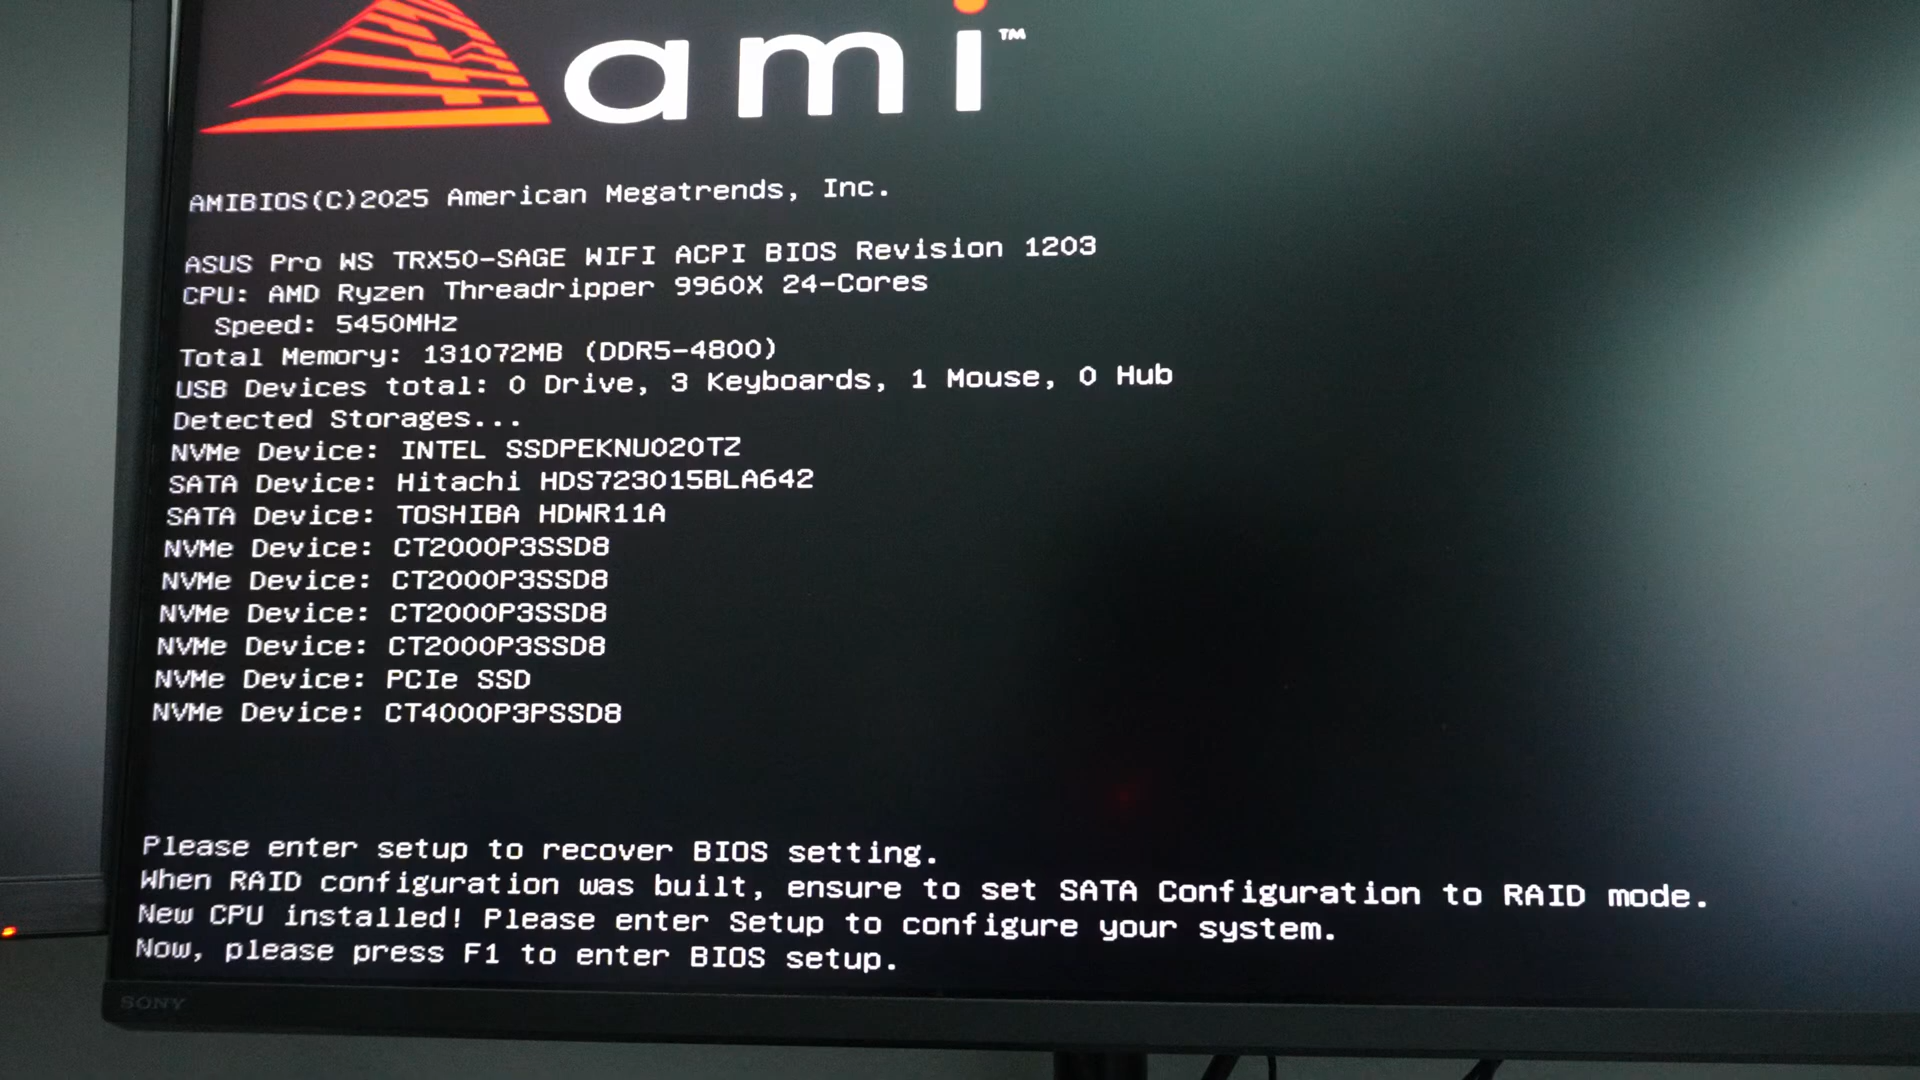 ami™
AMIBIOS(C)2025 American Megatrends, Inc.
ASUS Pro WS TRX50-SAGE WIFI ACPI BIOS Revision 1203
CPU: AMD Ryzen Threadripper 9960X 24-Cores
Speed: 5450MHz
Total Memory: 131072MB (DDR5-4800)
USB Devices total: 0 Drive, 3 Keyboards, 1 Mouse, 0 Hub
Detected Storages...
NVMe Device: INTEL SSDPEKNU020TZ
SATA Device: Hitachi HDS723015BLA642
SATA Device: TOSHIBA HDWR11A
NVMe Device: CT2000P3SSD8
NVMe Device: CT2000P3SSD8
NVMe Device: CT2000P3SSD8
NVMe Device: CT2000P3SSD8
NVMe Device: PCIe SSD
NVMe Device: CT4000P3PSSD8
Please enter setup to recover BIOS setting.
When RAID configuration was built, ensure to set SATA Configuration to RAID mode.
New CPU installed! Please enter Setup to configure your system.
Now, please press F1 to enter BIOS setup.
SONY